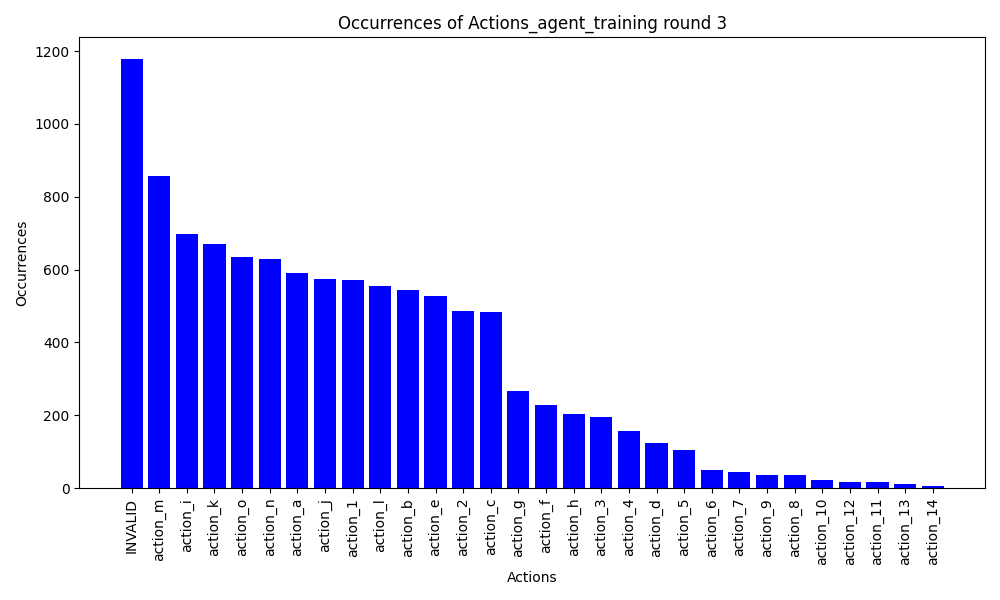 Occurrences of Actions_agent_training round 3
Occurrences
1200
1000
800
600
400
200
0
INVALID
action_m
action_i
action_k
action_o
action_n
action_a
action_j
action_1
action_l
action_b
action_e
action_2
action_c
action_g
action_f
action_h
action_3
action_4
action_d
action_5
action_6
action_7
action_9
action_8
action_10
action_12
action_11
action_13
action_14
Actions